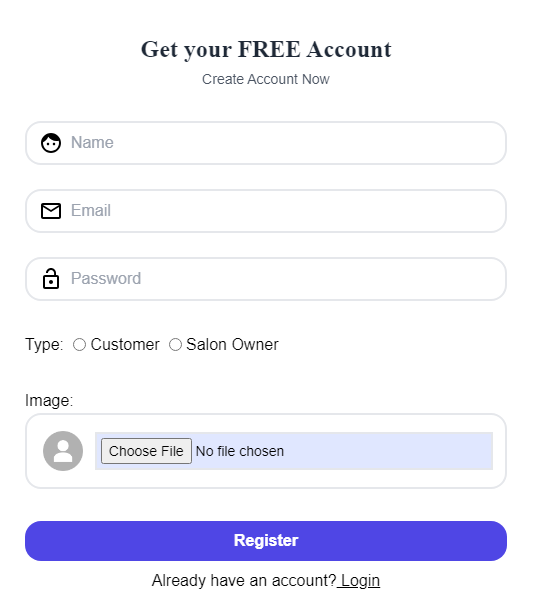 Get your FREE Account
Create Account Now
Name
Email
Password
Type: Customer Salon Owner
Image:
Choose File No file chosen
Register
Already have an account? Login